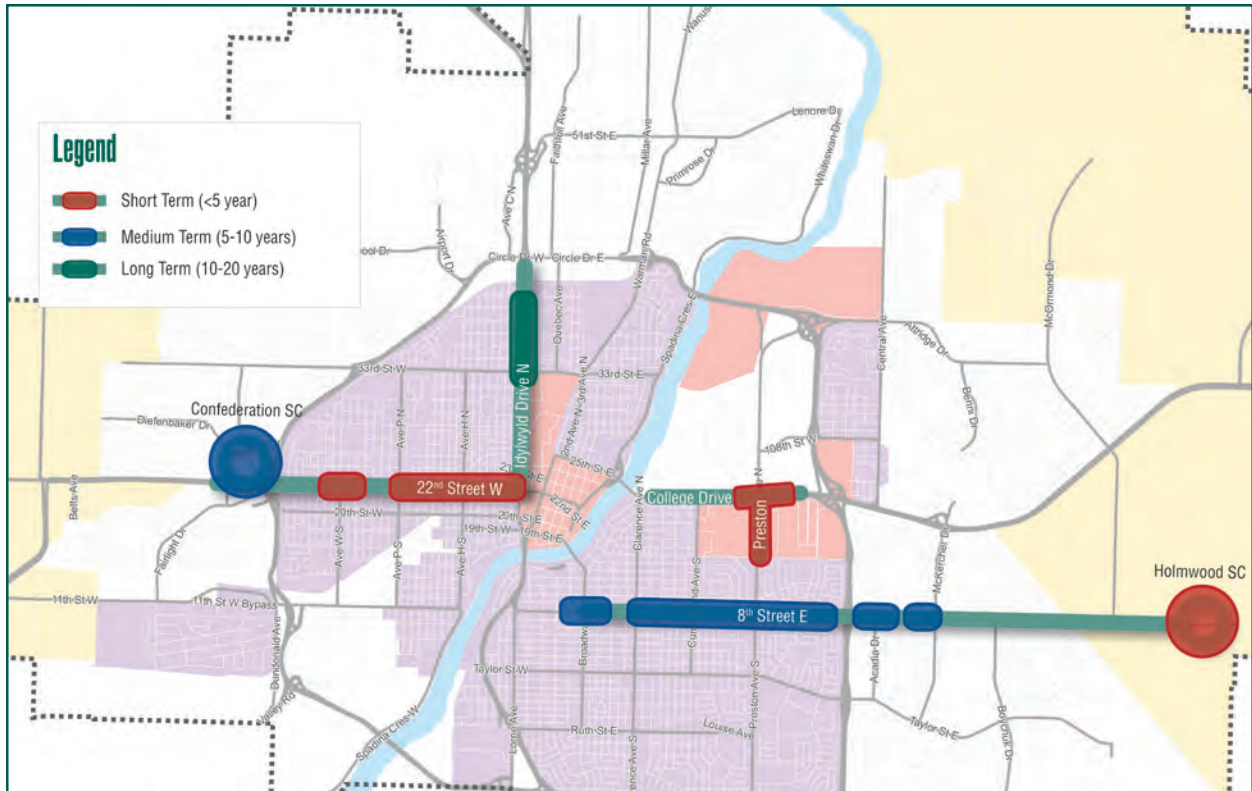 Legend
Short Term (<5 year)
Medium Term (5-10 years)
Long Term (10-20 years)
Lenore Dr
51st St E
Faithfull Ave
Millar Ave
Primrose Dr
Whiteswan Dr
Ave C N
Airport Dr
Circle Dr W
Circle Dr E
Warman Rd
Quebec Ave
Spadina Cres E
Central Ave
Attridge Dr
McOrmond Dr
Berini Dr
33rd St W
33rd St E
Idylwyld Drive N
2nd Ave N
3rd Ave N
Confederation SC
Diefenbaker Dr
Ave P N
Ave H N
108th St W
25th St E
22nd Street W
22nd St E
College Drive
Preston
Betts Ave
20th St W
20th St E
19th St W
19th St E
Clarence Ave N
Fairlight Dr
Ave W S
Ave P S
Ave H S
McKercher Dr
Holmwood SC
11th St W
11th St W Bypass
8th Street E
Dundonald Ave
Acadia Dr
Taylor St W
Preston Ave S
Valley Rd
Spadina Cres W
Lorne Ave
Ruth St E
Louise Ave
Taylor St E
Boychuk Dr